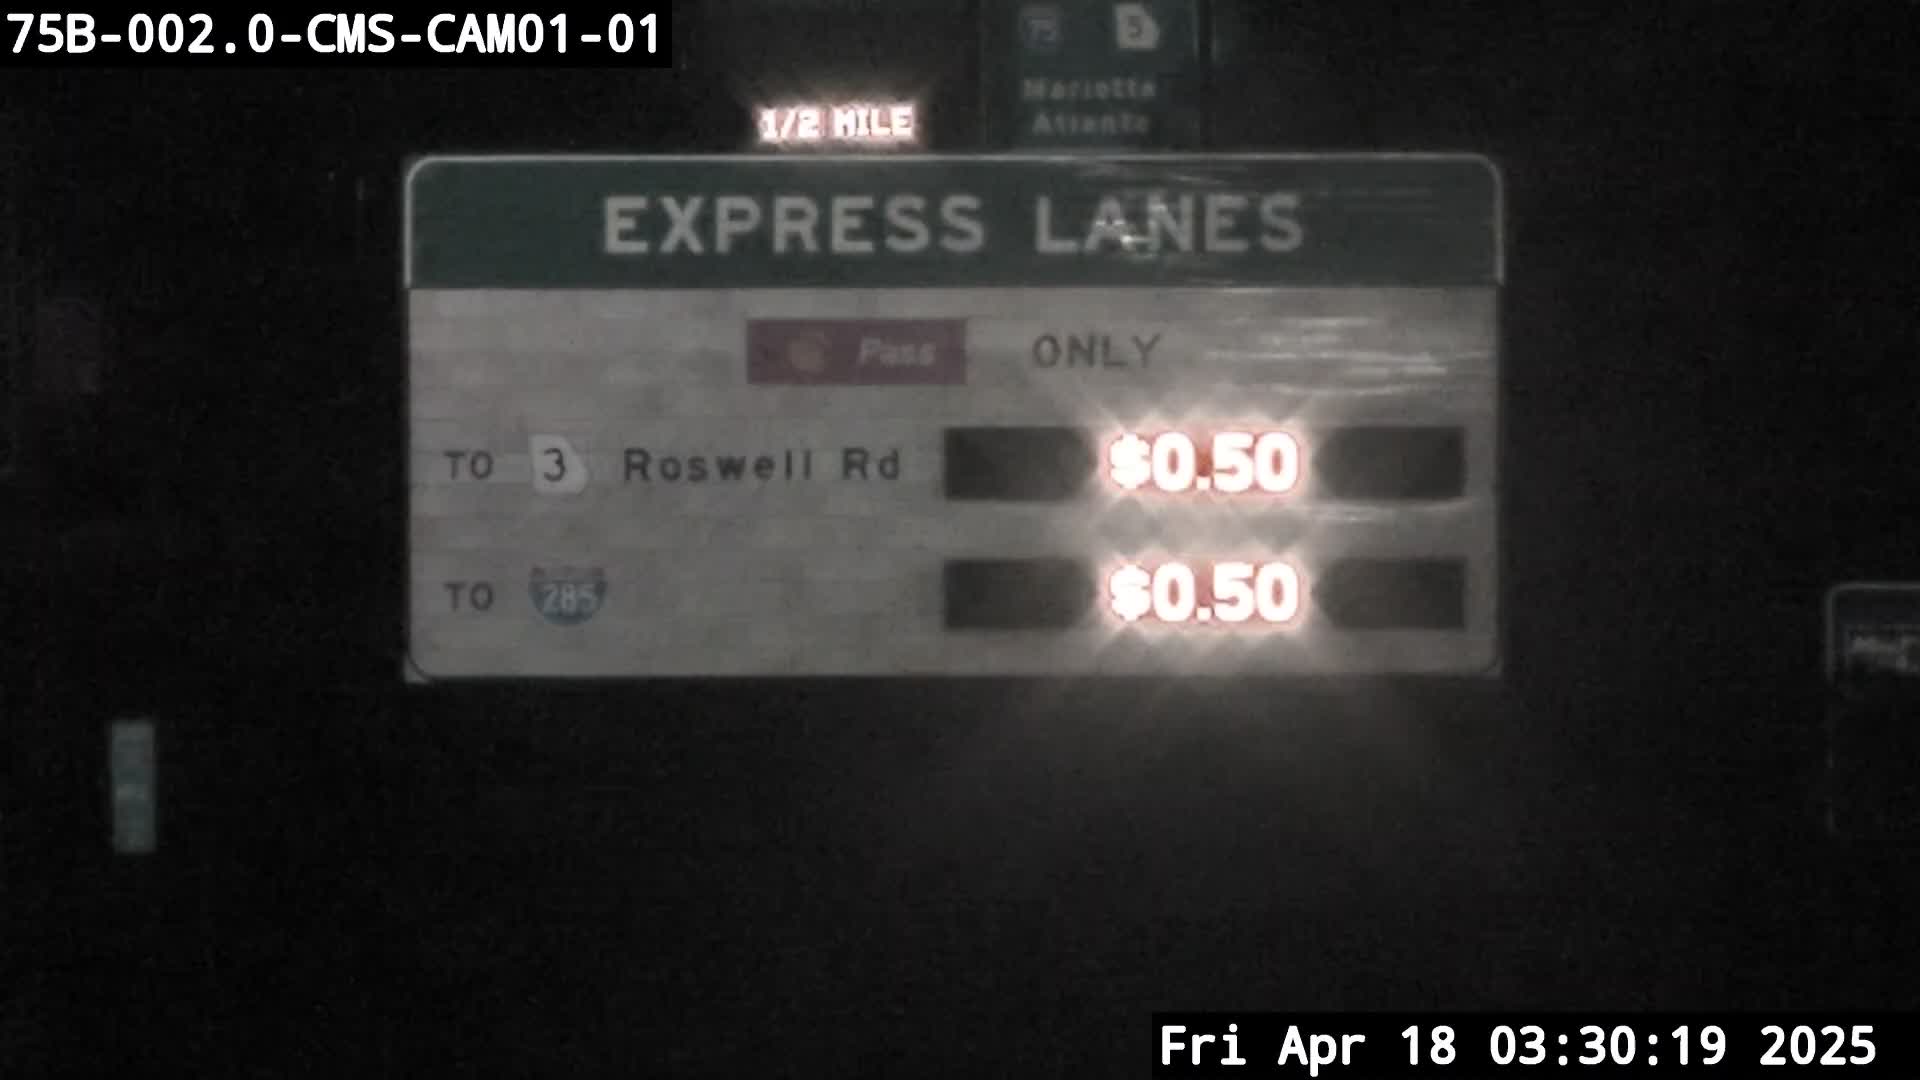 75B-002.0-CMS-CAM01-01
75 5
Marietta
Atlanta
1/2 MILE
EXPRESS LANES
Pass ONLY
TO 3 Roswell Rd $0.50
TO 285 $0.50
Fri Apr 18 03:30:19 2025